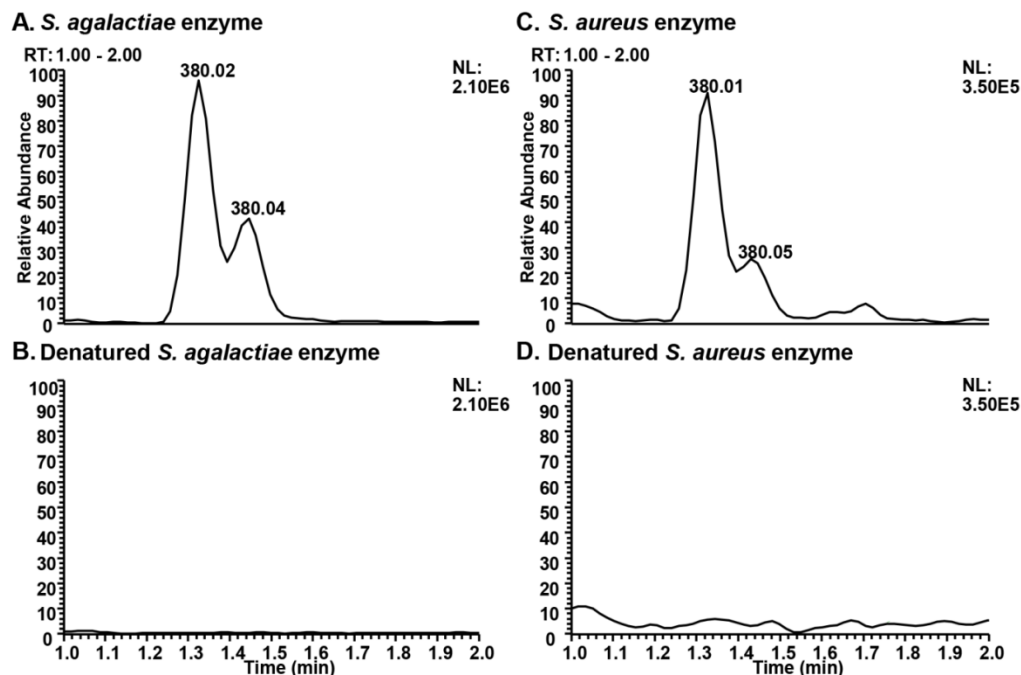 A. S. agalactiae enzyme
RT: 1.00 - 2.00
NL:
2.10E6
380.02
380.04
Relative Abundance
100
90
80
70
60
50
40
30
20
10
0
C. S. aureus enzyme
RT: 1.00 - 2.00
NL:
3.50E5
380.01
380.05
Relative Abundance
100
90
80
70
60
50
40
30
20
10
0
B. Denatured S. agalactiae enzyme
NL:
2.10E6
100
90
80
70
60
50
40
30
20
10
0
1.0 1.1 1.2 1.3 1.4 1.5 1.6 1.7 1.8 1.9 2.0
Time (min)
D. Denatured S. aureus enzyme
NL:
3.50E5
100
90
80
70
60
50
40
30
20
10
0
1.0 1.1 1.2 1.3 1.4 1.5 1.6 1.7 1.8 1.9 2.0
Time (min)